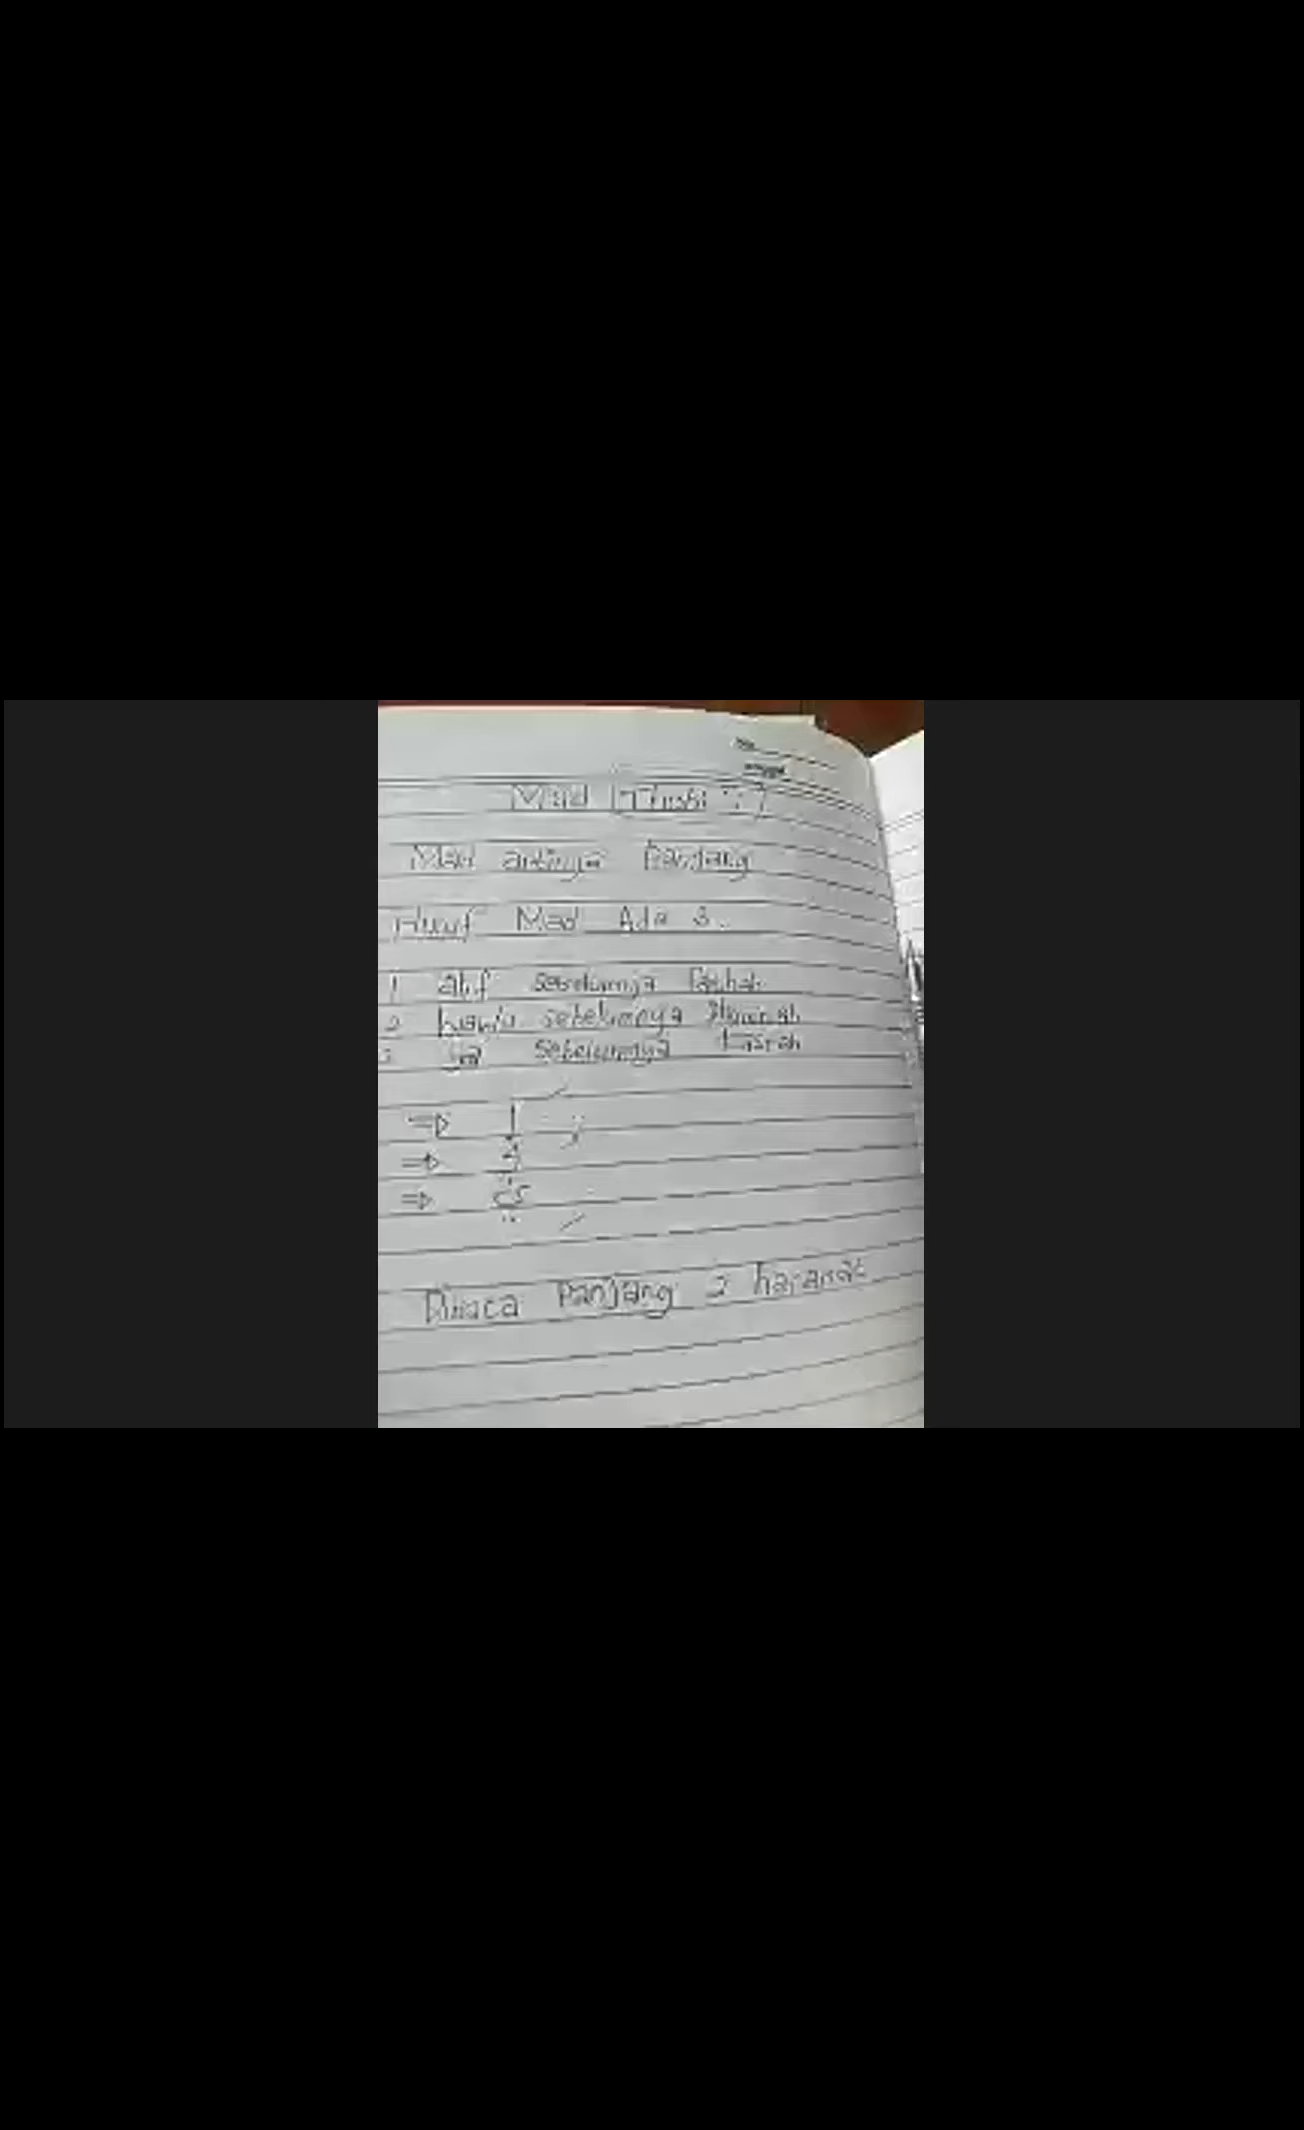 Mad Thobi
Mad artinya Panjang
Huruf Mad Ada 3.
1 alif sebelumnya fathah
2 wawu sebelumnya dhommah
3 ya sebelumnya kasrah
⇒ ا
⇒ و
⇒ ي
Dibaca Panjang 2 harakat